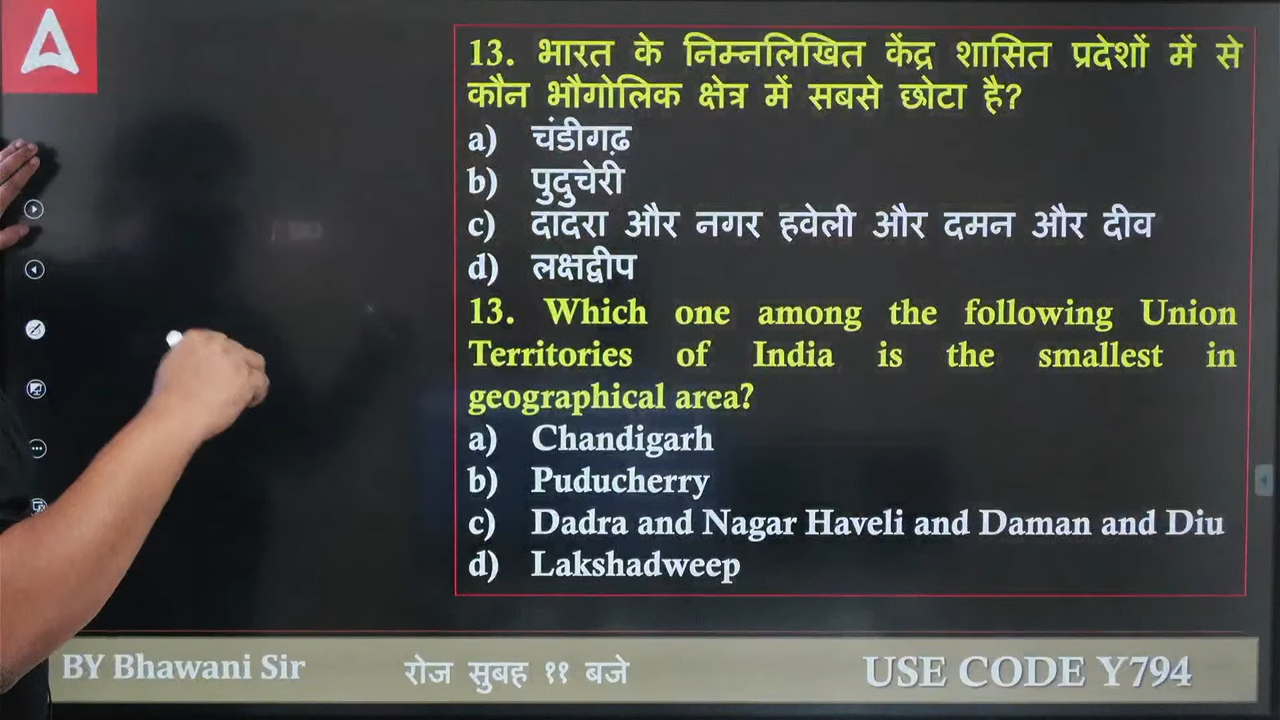 13. भारत के निम्नलिखित केंद्र शासित प्रदेशों में से
कौन भौगोलिक क्षेत्र में सबसे छोटा है?
a) चंडीगढ़
b) पुदुचेरी
c) दादरा और नगर हवेली और दमन और दीव
d) लक्षद्वीप
13. Which one among the following Union
Territories of India is the smallest in
geographical area?
a) Chandigarh
b) Puducherry
c) Dadra and Nagar Haveli and Daman and Diu
d) Lakshadweep
BY Bhawani Sir रोज सुबह ११ बजे USE CODE Y794